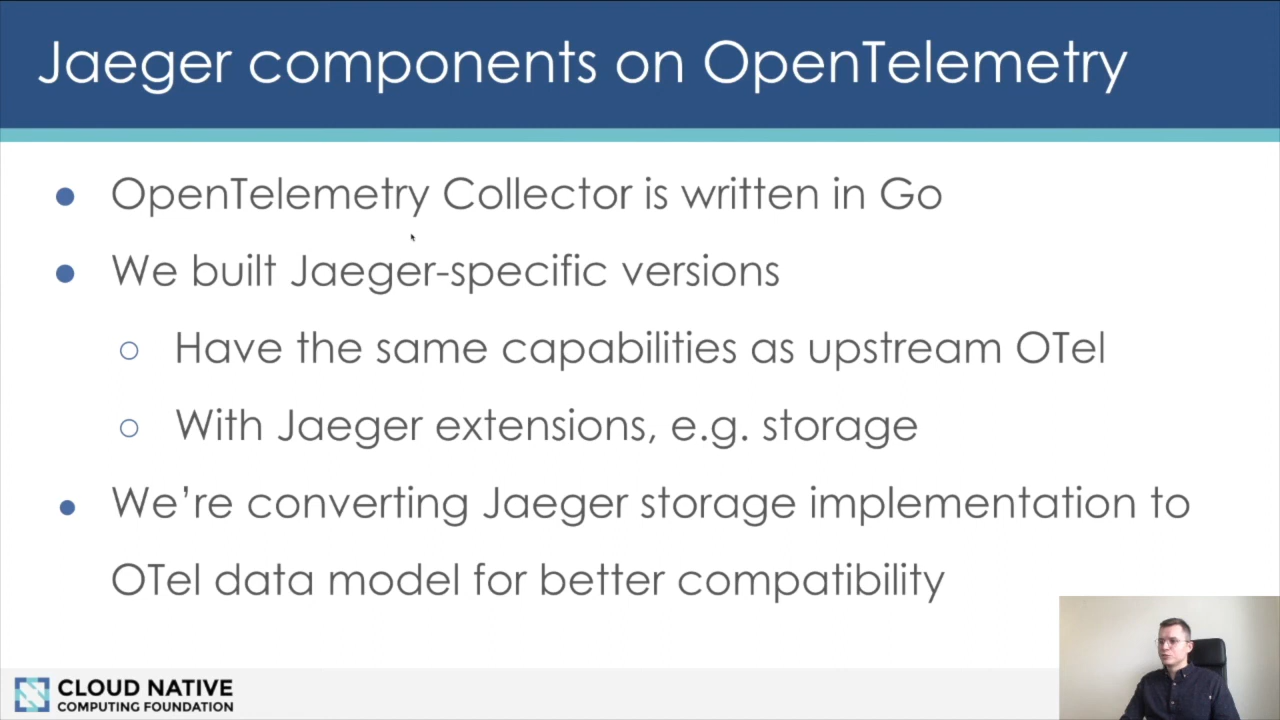 Jaeger components on OpenTelemetry
OpenTelemetry Collector is written in Go
We built Jaeger-specific versions
Have the same capabilities as upstream OTel
With Jaeger extensions, e.g. storage
We’re converting Jaeger storage implementation to
OTel data model for better compatibility
CLOUD NATIVE
COMPUTING FOUNDATION